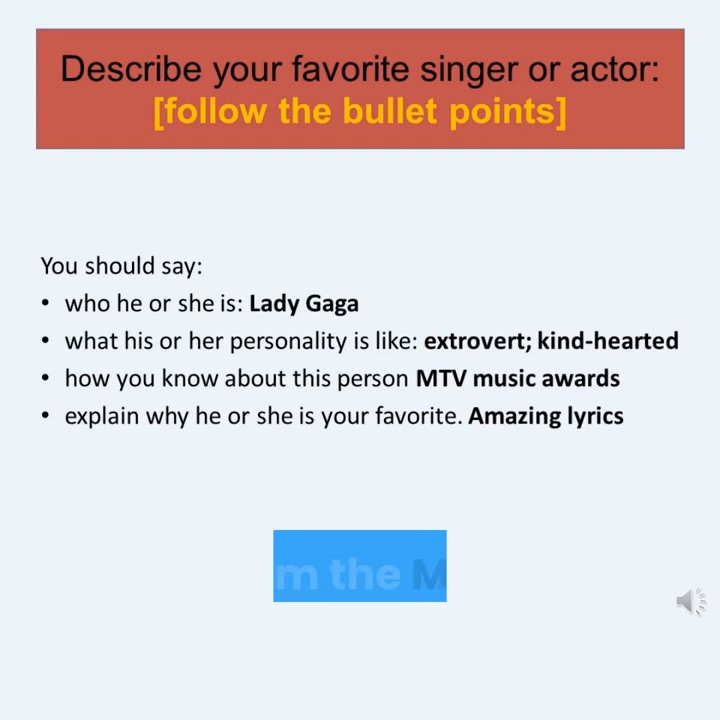 Describe your favorite singer or actor:
[follow the bullet points]
You should say:
• who he or she is: Lady Gaga
• what his or her personality is like: extrovert; kind-hearted
• how you know about this person MTV music awards
• explain why he or she is your favorite. Amazing lyrics
m the M